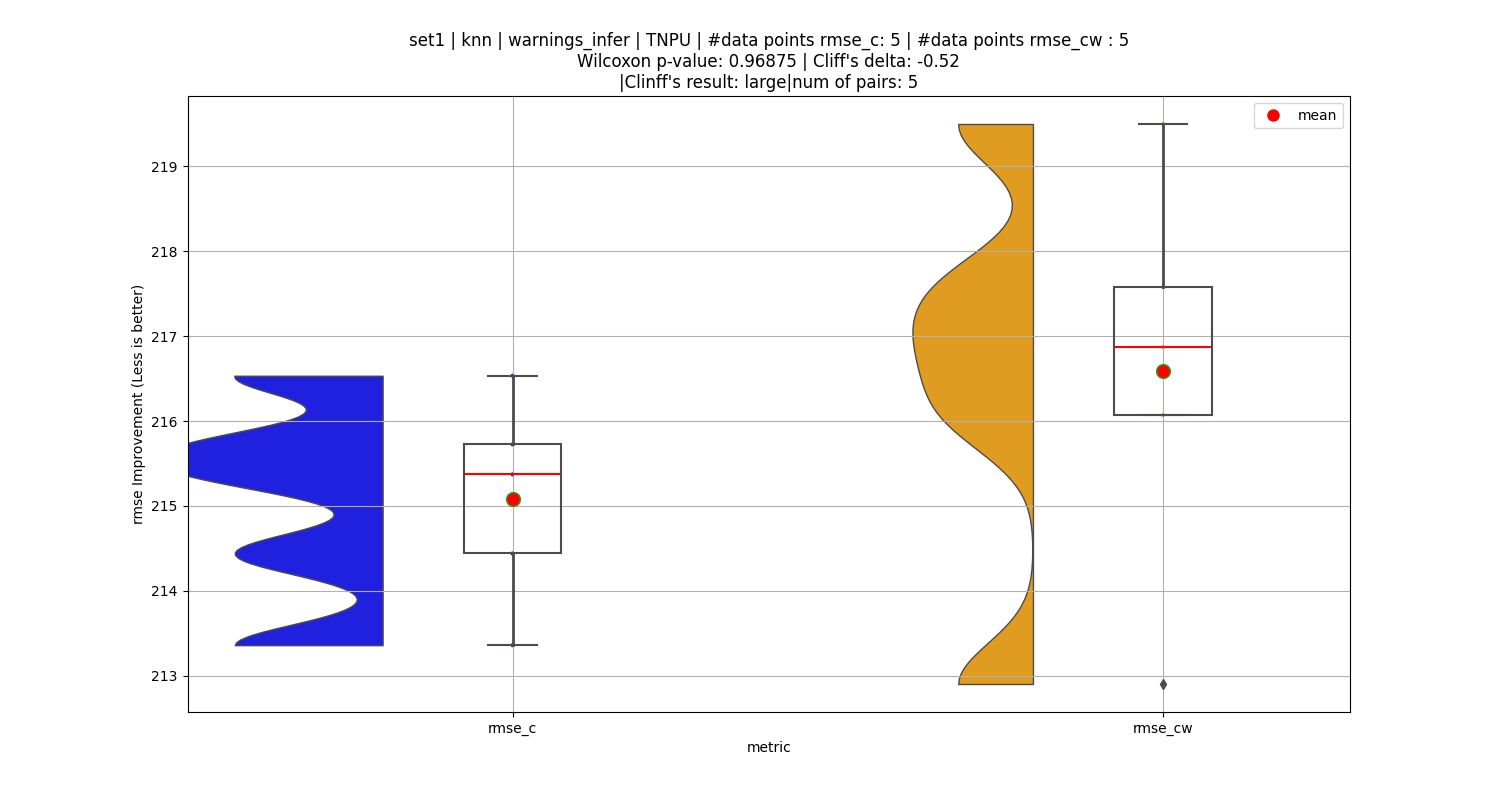 set1 | knn | warnings_infer | TNPU | #data points rmse_c: 5 | #data points rmse_cw : 5
Wilcoxon p-value: 0.96875 | Cliff's delta: -0.52
|Clinff's result: large|num of pairs: 5
mean
219
218
217
216
215
214
213
rmse Improvement (Less is better)
rmse_c
rmse_cw
metric